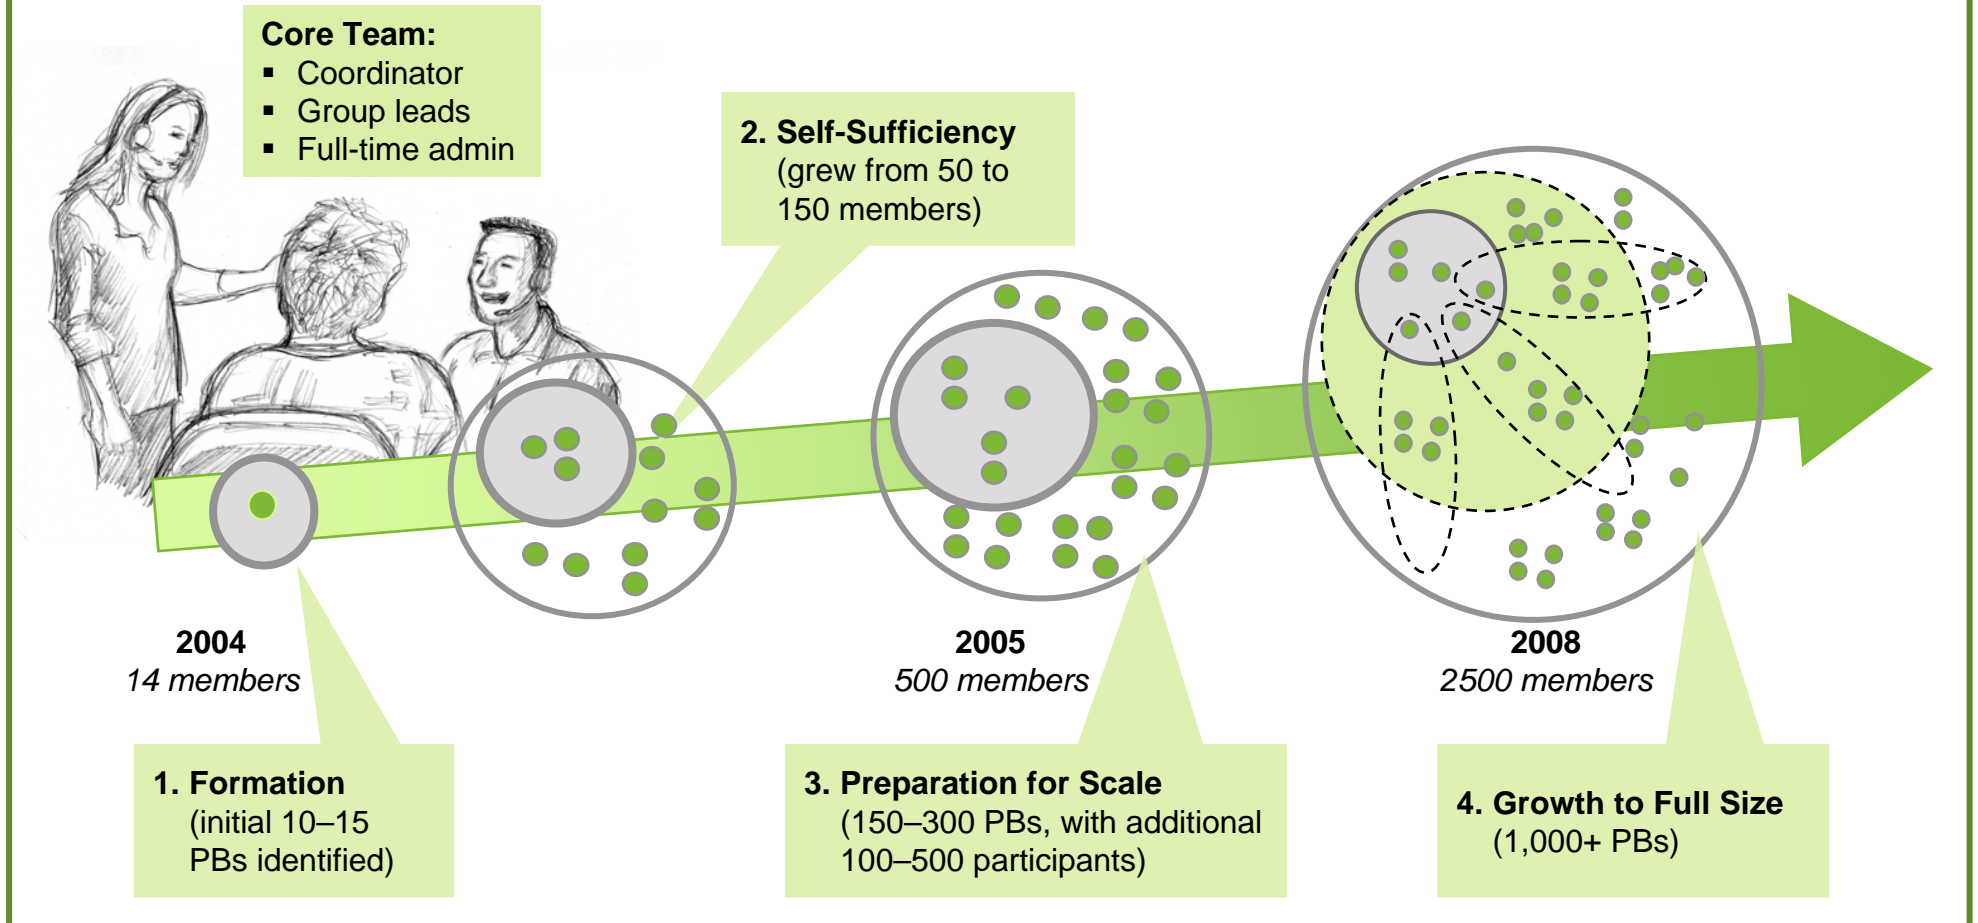 Core Team:
▪ Coordinator
▪ Group leads
▪ Full-time admin
2. Self-Sufficiency
(grew from 50 to
150 members)
2004
14 members
2005
500 members
2008
2500 members
1. Formation
(initial 10–15
PBs identified)
3. Preparation for Scale
(150–300 PBs, with additional
100–500 participants)
4. Growth to Full Size
(1,000+ PBs)